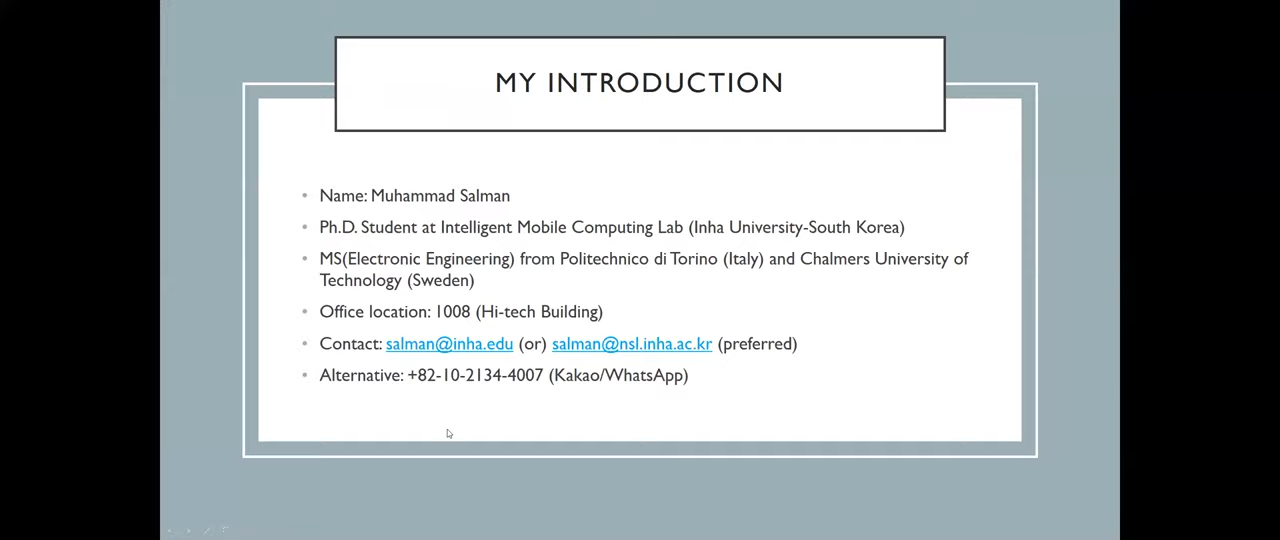 MY INTRODUCTION
• Name: Muhammad Salman
• Ph.D. Student at Intelligent Mobile Computing Lab (Inha University-South Korea)
• MS(Electronic Engineering) from Politechnico di Torino (Italy) and Chalmers University of
Technology (Sweden)
• Office location: 1008 (Hi-tech Building)
• Contact: salman@inha.edu (or) salman@nsl.inha.ac.kr (preferred)
• Alternative: +82-10-2134-4007 (Kakao/WhatsApp)